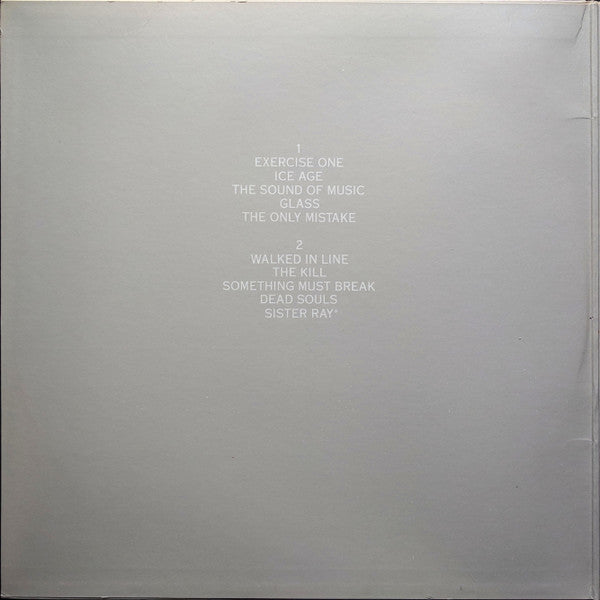 1
EXERCISE ONE
ICE AGE
THE SOUND OF MUSIC
GLASS
THE ONLY MISTAKE
2
WALKED IN LINE
THE KILL
SOMETHING MUST BREAK
DEAD SOULS
SISTER RAY*